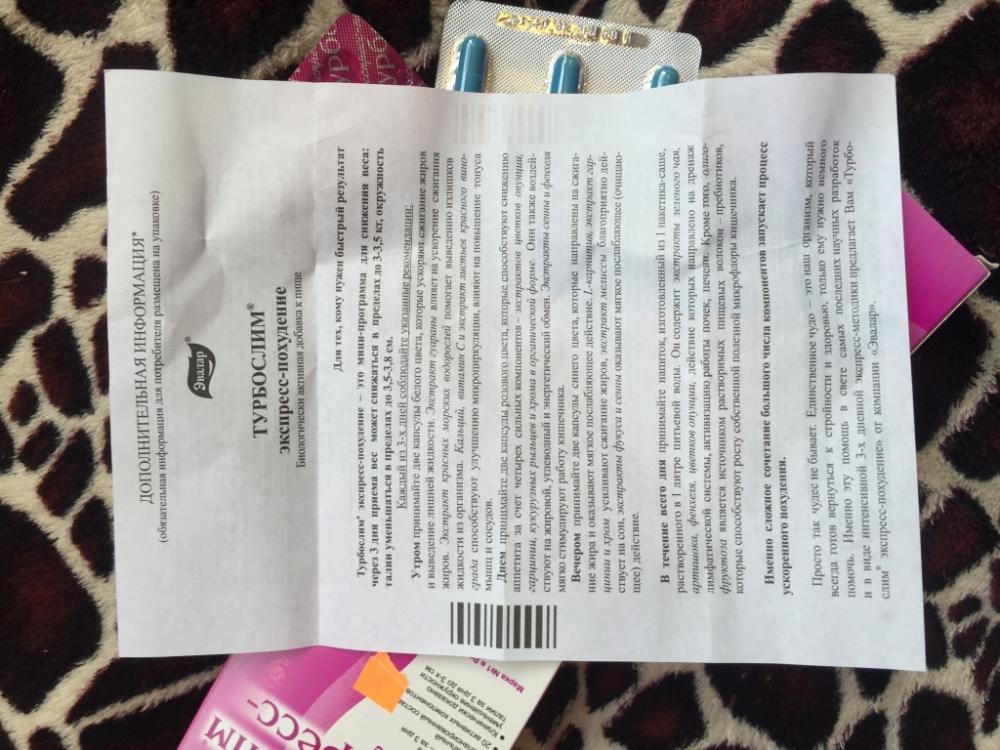 ДОПОЛНИТЕЛЬНАЯ ИНФОРМАЦИЯ*
(обязательная информация для потребителя размещена на упаковке)
Эвалар®
ТУРБОСЛИМ®
экспресс-похудение
Биологически активная добавка к пище
Для тех, кому нужен быстрый результат
Турбослим® экспресс-похудение – это мини-программа для снижения веса:
через 3 дня приема вес может снижаться в пределах до 3-3,5 кг, окружность
талии уменьшаться в пределах до 3,5-3,8 см.
Каждый из 3-х дней соблюдайте указанные рекомендации:
Утром принимайте две капсулы белого цвета, которые ускоряют сжигание жиров
и выведение лишней жидкости. Экстракт гуараны влияет на ускорение сжигания
жиров. Экстракт красных морских водорослей помогает выведению излишков
жидкости из организма. Кальций, витамин С и экстракт листьев красного вино-
града способствуют улучшению микроциркуляции, влияют на повышение тонуса
мышц и сосудов.
Днем принимайте две капсулы розового цвета, которые способствуют снижению
аппетита за счет четырех сильных компонентов – экстрактов цветков опунции,
гарцинии, кукурузных рыльцев и хрома в органической форме. Они также воздей-
ствуют на жировой, углеводный и энергетический обмен. Экстракты сенны и фенхеля
мягко стимулируют работу кишечника.
Вечером принимайте две капсулы синего цвета, которые направлены на сжига-
ние жира и оказывают мягкое послабляющее действие. L-карнитин, экстракт гар-
цинии и хром усиливают сжигание жиров, экстракт мелиссы благоприятно дей-
ствует на сон, экстракты фукуса и сенны оказывают мягкое послабляющее (очищаю-
щее) действие.
В течение всего дня принимайте напиток, изготовленный из 1 пакетика-саше,
растворенного в 1 литре питьевой воды. Он содержит экстракты зеленого чая,
артишока, фенхеля, цветков опунции, действие которых направлено на дренаж
лимфатической системы, активизацию работы почек, печени. Кроме того, олиго-
фруктоза является источником растворимых пищевых волокон - пребиотиков,
которые способствуют росту собственной полезной микрофлоры кишечника.
Именно сложное сочетание большого числа компонентов запускает процесс
ускоренного похудения.
Просто так чудес не бывает. Единственное чудо – это наш организм, который
всегда готов вернуться к стройности и здоровью, только ему нужно немного
помочь. Именно эту помощь в свете самых последних научных разработок
и в виде интенсивной 3-х дневной экспресс-методики предлагает Вам «Турбо-
слим® экспресс-похудение» от компании «Эвалар».